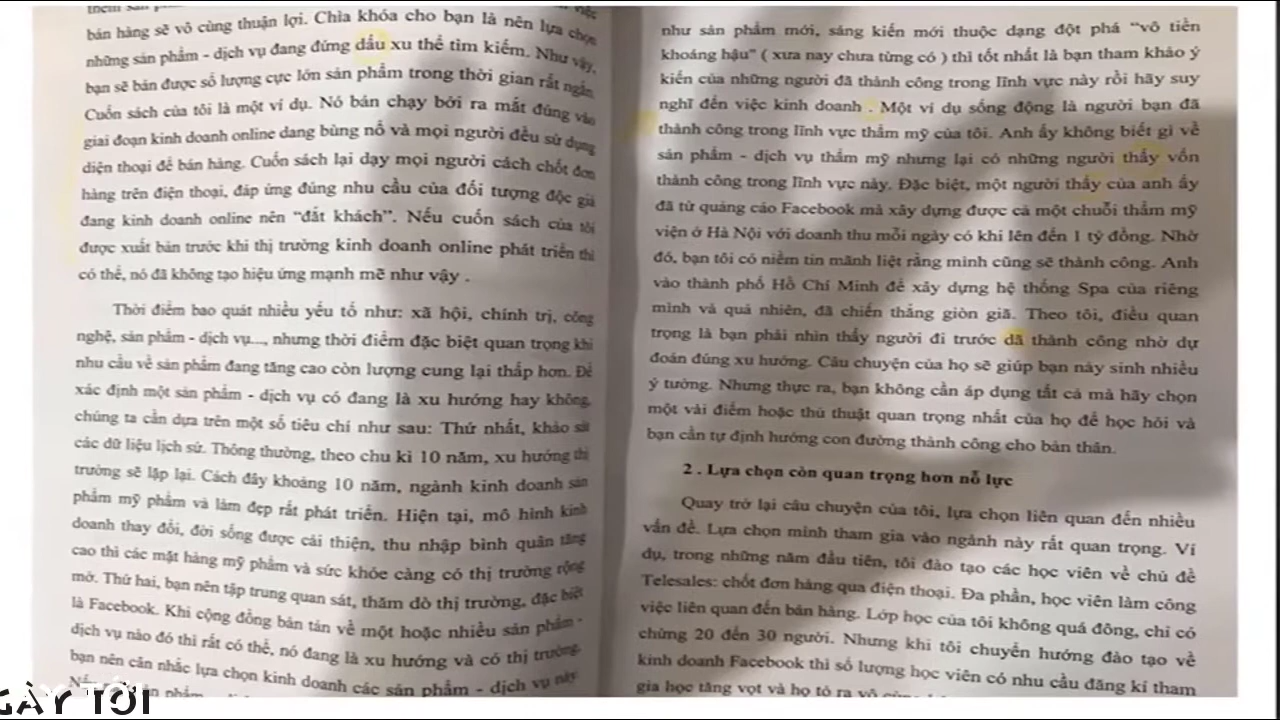 bán hàng sẽ vô cùng thuận lợi. Chìa khóa cho bạn là nên lựa chọn
những sản phẩm - dịch vụ đang đứng dấu xu thế tìm kiếm. Như vậy,
bạn sẽ bán được số lượng cực lớn sản phẩm trong thời gian rất ngắn.
Cuốn sách của tôi là một ví dụ. Nó bán chạy bởi ra mắt đúng vào
giai đoạn kinh doanh online dang bùng nổ và mọi người đều sử dụng
diện thoại để bán hàng. Cuốn sách lại dạy mọi người cách chốt đơn
hàng trên điện thoại, đáp ứng đúng nhu cầu của đối tượng độc giả
đang kinh doanh online nên “đắt khách”. Nếu cuốn sách của tôi
được xuất bản trước khi thị trường kinh doanh online phát triển thì
có thể, nó đã không tạo hiệu ứng mạnh mẽ như vậy .
Thời điểm bao quát nhiều yếu tố như: xã hội, chính trị, công
nghệ, sản phẩm - dịch vụ..., nhưng thời điểm đặc biệt quan trọng khi
nhu cầu về sản phẩm đang tăng cao còn lượng cung lại thấp hơn. Để
xác định một sản phẩm - dịch vụ có đang là xu hướng hay không,
chúng ta cần dựa trên một số tiêu chí như sau: Thứ nhất, khảo sát
các dữ liệu lịch sử. Thông thường, theo chu kì 10 năm, xu hướng thị
trường sẽ lặp lại. Cách đây khoảng 10 năm, ngành kinh doanh sản
phẩm mỹ phẩm và làm đẹp rất phát triển. Hiện tại, mô hình kinh
doanh thay đổi, đời sống được cải thiện, thu nhập bình quân tăng
cao thì các mặt hàng mỹ phẩm và sức khỏe càng có thị trường rộng
mở. Thứ hai, bạn nên tập trung quan sát, thăm dò thị trường, đặc biệt
là Facebook. Khi cộng đồng bàn tán về một hoặc nhiều sản phẩm -
dịch vụ nào đó thì rất có thể, nó đang là xu hướng và có thị trường.
bạn nên cân nhắc lựa chọn kinh doanh các sản phẩm - dịch vụ này
GÀY TỚI
như sản phẩm mới, sáng kiến mới thuộc dạng đột phá “vô tiền
khoáng hậu” ( xưa nay chưa từng có ) thì tốt nhất là bạn tham khảo ý
kiến của những người đã thành công trong lĩnh vực này rồi hãy suy
nghĩ đến việc kinh doanh . Một ví dụ sống động là người bạn đã
thành công trong lĩnh vực thẩm mỹ của tôi. Anh ấy không biết gì về
sản phẩm - dịch vụ thẩm mỹ nhưng lại có những người thầy vốn
thành công trong lĩnh vực này. Đặc biệt, một người thầy của anh ấy
đã từ quảng cáo Facebook mà xây dựng được cả một chuỗi thẩm mỹ
viện ở Hà Nội với doanh thu mỗi ngày có khi lên đến 1 tỷ đồng. Nhờ
đó, bạn tôi có niềm tin mãnh liệt rằng mình cũng sẽ thành công. Anh
vào thành phố Hồ Chí Minh để xây dựng hệ thống Spa của riêng
mình và quả nhiên, đã chiến thắng giòn giã. Theo tôi, điều quan
trọng là bạn phải nhìn thấy người đi trước dã thành công nhờ dự
đoán đúng xu hướng. Câu chuyện của họ sẽ giúp bạn này sinh nhiều
ý tưởng. Nhưng thực ra, bạn không cần áp dụng tất cả mà hãy chọn
một vài điểm hoặc thủ thuật quan trọng nhất của họ để học hỏi và
bạn cần tự định hướng con đường thành công cho bản thân.
2 . Lựa chọn còn quan trọng hơn nỗ lực
Quay trở lại câu chuyện của tôi, lựa chọn liên quan đến nhiều
vấn đề. Lựa chọn mình tham gia vào ngành này rất quan trọng. Ví
dụ, trong những năm đầu tiên, tôi đào tạo các học viên về chủ đề
Telesales: chốt đơn hàng qua điện thoại. Đa phần, học viên làm công
việc liên quan đến bán hàng. Lớp học của tôi không quá đông, chỉ có
chừng 20 đến 30 người. Nhưng khi tôi chuyển hướng đào tạo về
kinh doanh Facebook thì số lượng học viên có nhu cầu đăng kí tham
gia học tăng vọt và họ tỏ ra vô